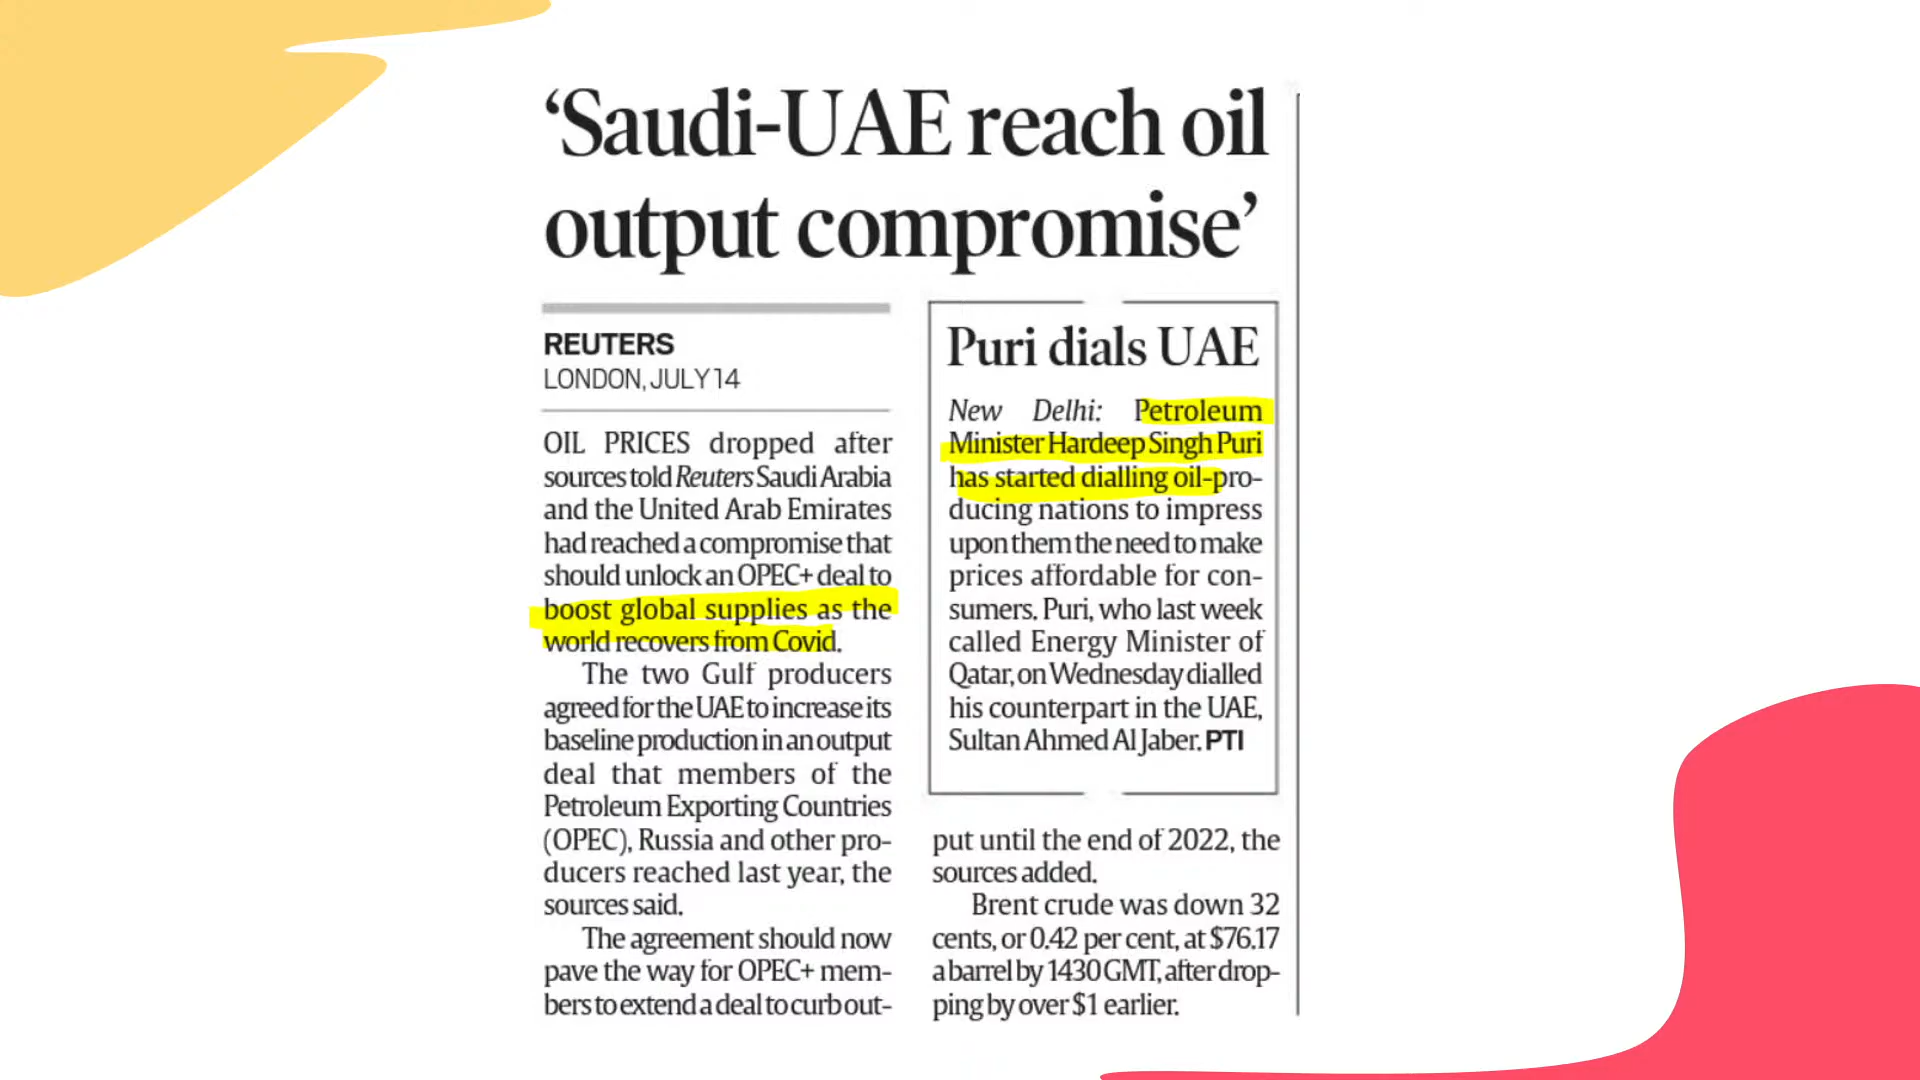 ‘Saudi-UAE reach oil
output compromise’
REUTERS
LONDON, JULY 14
OIL PRICES dropped after
sources told Reuters Saudi Arabia
and the United Arab Emirates
had reached a compromise that
should unlock an OPEC+ deal to
boost global supplies as the
world recovers from Covid.
The two Gulf producers
agreed for the UAE to increase its
baseline production in an output
deal that members of the
Petroleum Exporting Countries
(OPEC), Russia and other pro-
ducers reached last year, the
sources said.
The agreement should now
pave the way for OPEC+ mem-
bers to extend a deal to curb out-
put until the end of 2022, the
sources added.
Brent crude was down 32
cents, or 0.42 per cent, at $76.17
a barrel by 1430 GMT, after drop-
ping by over $1 earlier.
Puri dials UAE
New Delhi: Petroleum
Minister Hardeep Singh Puri
has started dialling oil-pro-
ducing nations to impress
upon them the need to make
prices affordable for con-
sumers. Puri, who last week
called Energy Minister of
Qatar, on Wednesday dialled
his counterpart in the UAE,
Sultan Ahmed Al Jaber. PTI